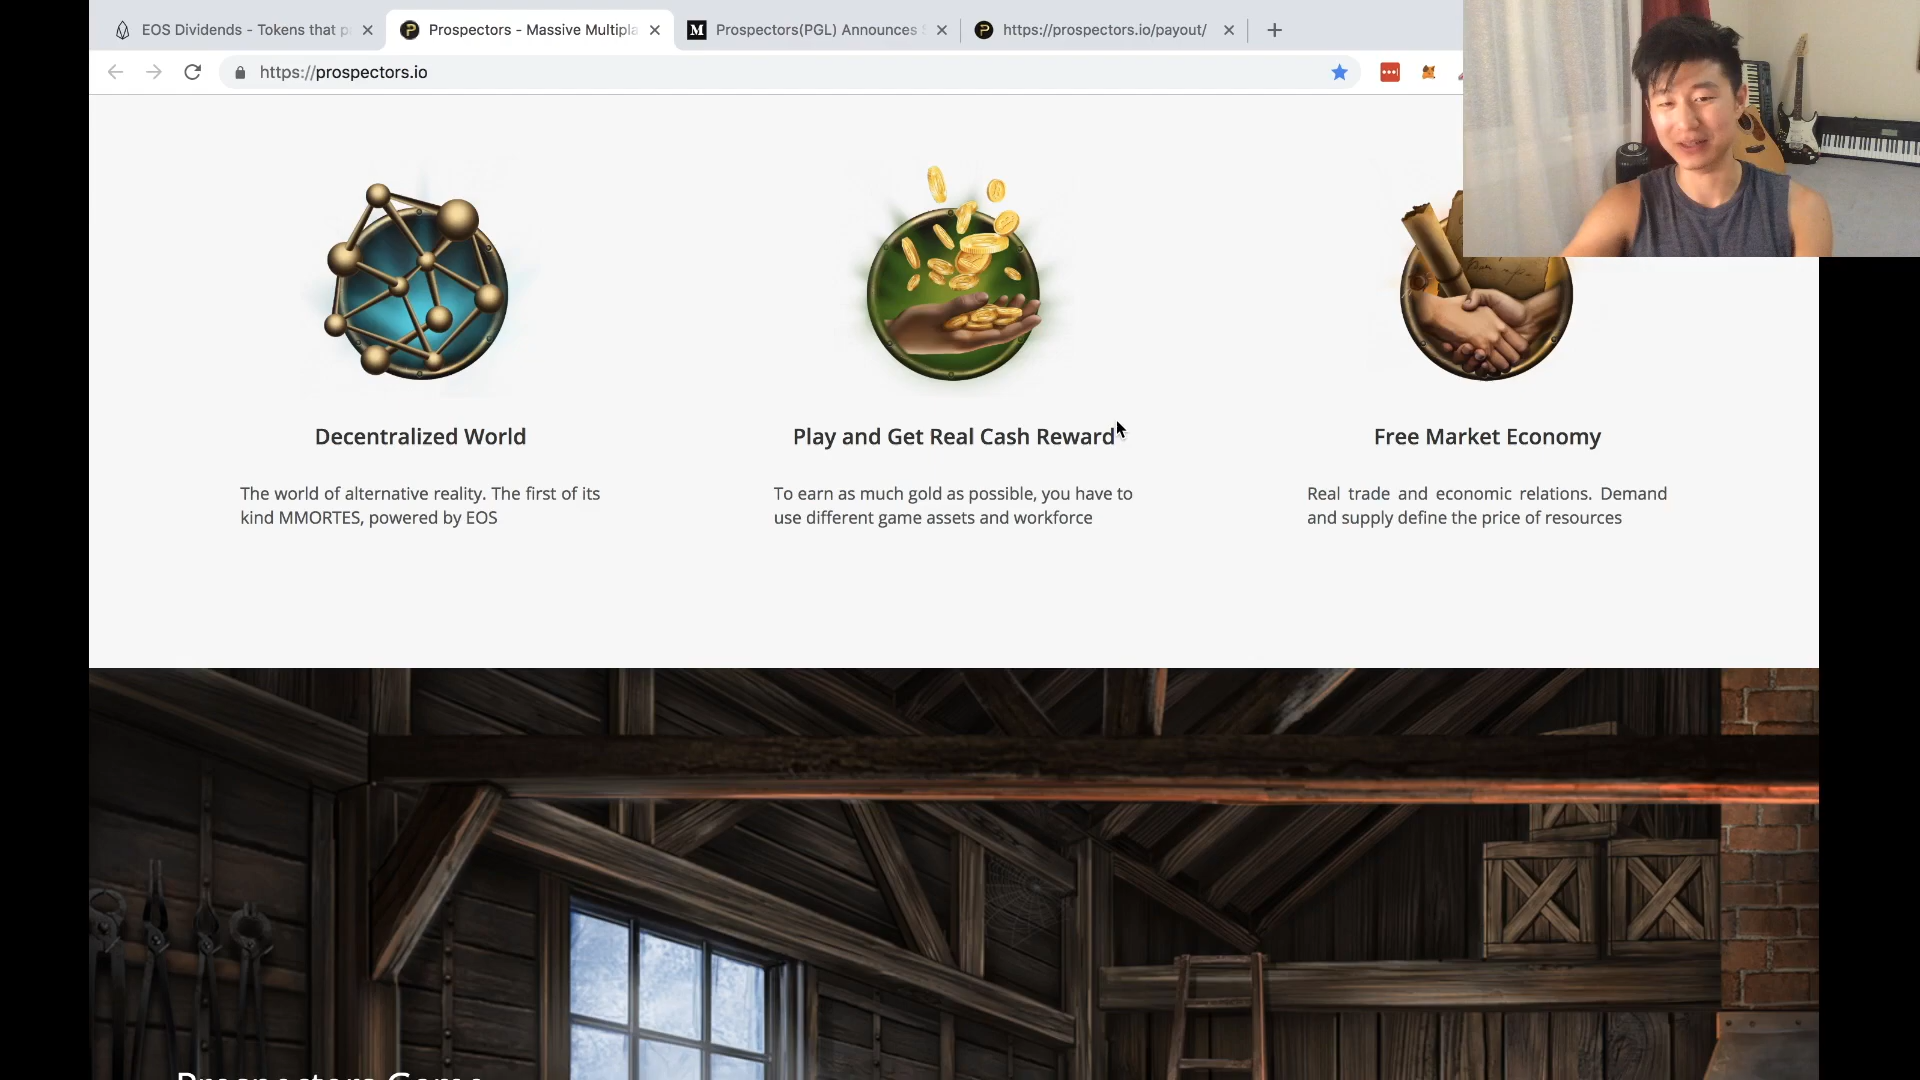 EOS Dividends - Tokens that p
Prospectors - Massive Multipla
Prospectors(PGL) Announces S
https://prospectors.io/payout/
https://prospectors.io
Decentralized World
The world of alternative reality. The first of its
kind MMORTES, powered by EOS
Play and Get Real Cash Reward
To earn as much gold as possible, you have to
use different game assets and workforce
Free Market Economy
Real trade and economic relations. Demand
and supply define the price of resources
Prospectors Game